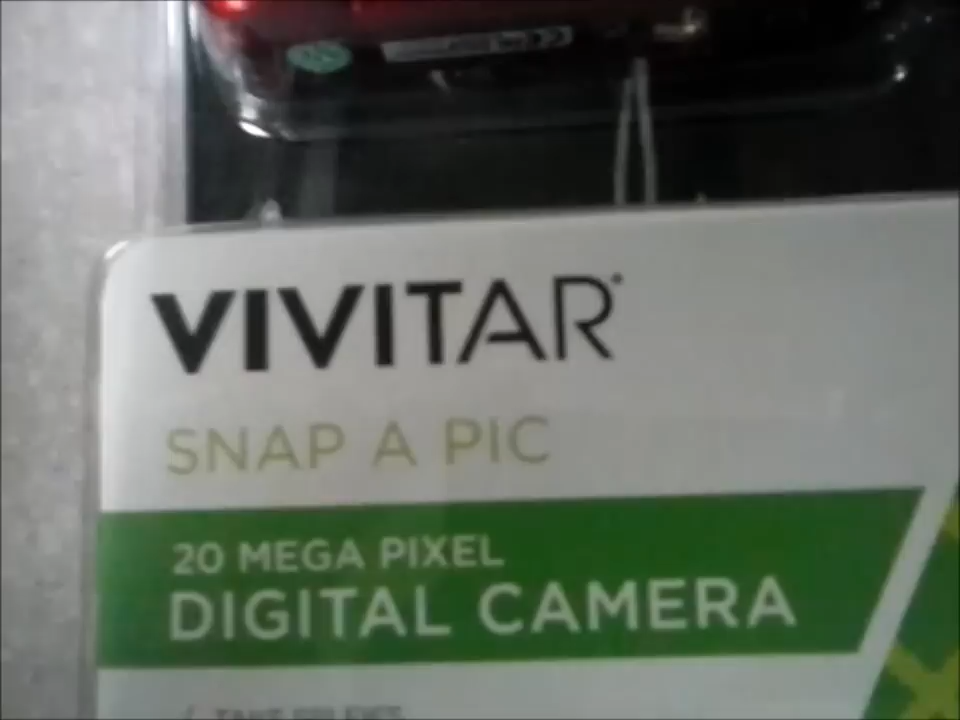 VIVITAR
SNAP A PIC
20 MEGA PIXEL
DIGITAL CAMERA